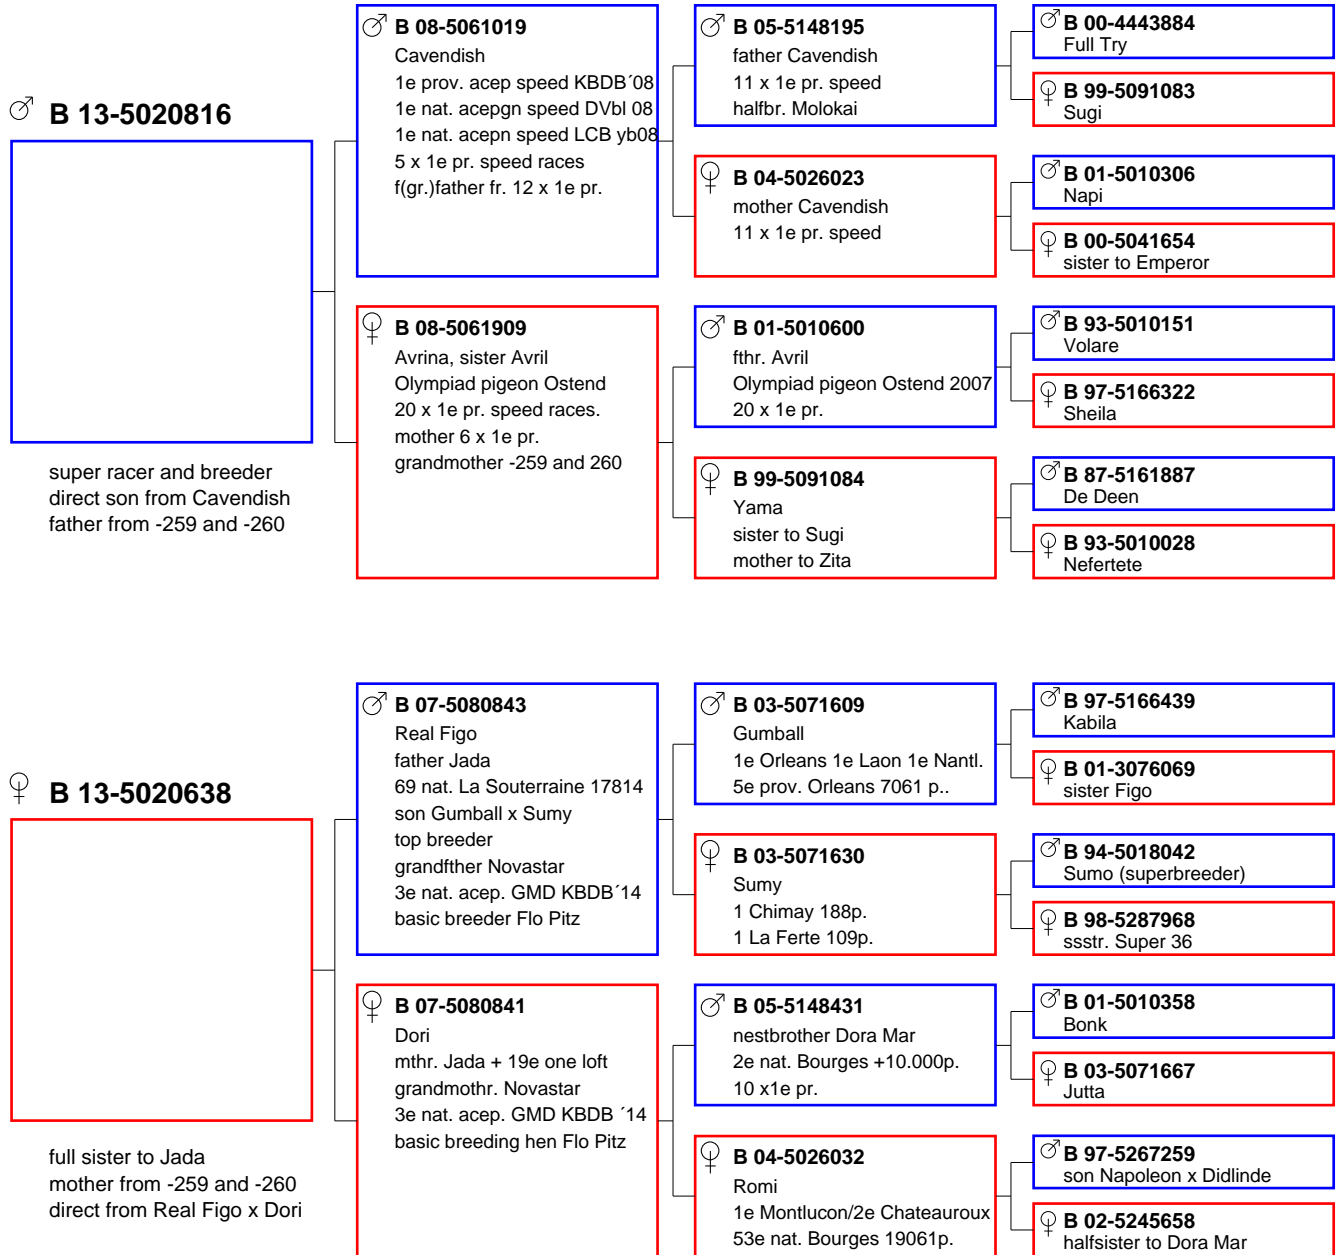 ♂ B 13-5020816
super racer and breeder
direct son from Cavendish
father from -259 and -260
♂ B 08-5061019
Cavendish
1e prov. acep speed KBDB´08
1e nat. acepgn speed DVbl 08
1e nat. acepn speed LCB yb08
5 x 1e pr. speed races
f(gr.)father fr. 12 x 1e pr.
♀ B 08-5061909
Avrina, sister Avril
Olympiad pigeon Ostend
20 x 1e pr. speed races.
mother 6 x 1e pr.
grandmother -259 and 260
♂ B 05-5148195
father Cavendish
11 x 1e pr. speed
halfbr. Molokai
♀ B 04-5026023
mother Cavendish
11 x 1e pr. speed
♂ B 01-5010600
fthr. Avril
Olympiad pigeon Ostend 2007
20 x 1e pr.
♀ B 99-5091084
Yama
sister to Sugi
mother to Zita
♂ B 00-4443884
Full Try
♀ B 99-5091083
Sugi
♂ B 01-5010306
Napi
♀ B 00-5041654
sister to Emperor
♂ B 93-5010151
Volare
♀ B 97-5166322
Sheila
♂ B 87-5161887
De Deen
♀ B 93-5010028
Nefertete
♀ B 13-5020638
full sister to Jada
mother from -259 and -260
direct from Real Figo x Dori
♂ B 07-5080843
Real Figo
father Jada
69 nat. La Souterraine 17814
son Gumball x Sumy
top breeder
grandfther Novastar
3e nat. acep. GMD KBDB´14
basic breeder Flo Pitz
♀ B 07-5080841
Dori
mthr. Jada + 19e one loft
grandmothr. Novastar
3e nat. acep. GMD KBDB ´14
basic breeding hen Flo Pitz
♂ B 03-5071609
Gumball
1e Orleans 1e Laon 1e Nantl.
5e prov. Orleans 7061 p..
♀ B 03-5071630
Sumy
1 Chimay 188p.
1 La Ferte 109p.
♂ B 05-5148431
nestbrother Dora Mar
2e nat. Bourges +10.000p.
10 x1e pr.
♀ B 04-5026032
Romi
1e Montlucon/2e Chateauroux
53e nat. Bourges 19061p.
♂ B 97-5166439
Kabila
♀ B 01-3076069
sister Figo
♂ B 94-5018042
Sumo (superbreeder)
♀ B 98-5287968
ssstr. Super 36
♂ B 01-5010358
Bonk
♀ B 03-5071667
Jutta
♂ B 97-5267259
son Napoleon x Didlinde
♀ B 02-5245658
halfsister to Dora Mar